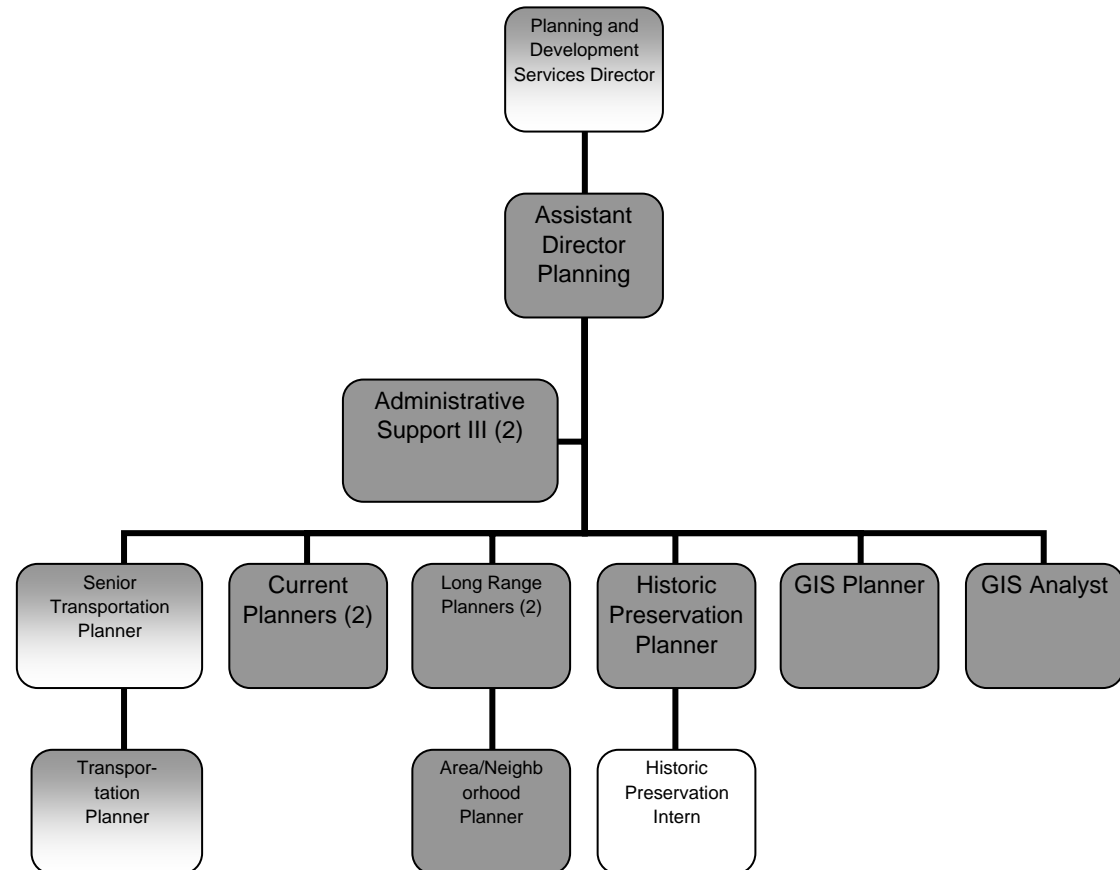 Planning and
Development
Services Director
Assistant
Director
Planning
Administrative
Support III (2)
Senior
Transportation
Planner
Current
Planners (2)
Long Range
Planners (2)
Historic
Preservation
Planner
GIS Planner
GIS Analyst
Transpor-
tation
Planner
Area/Neighb
orhood
Planner
Historic
Preservation
Intern